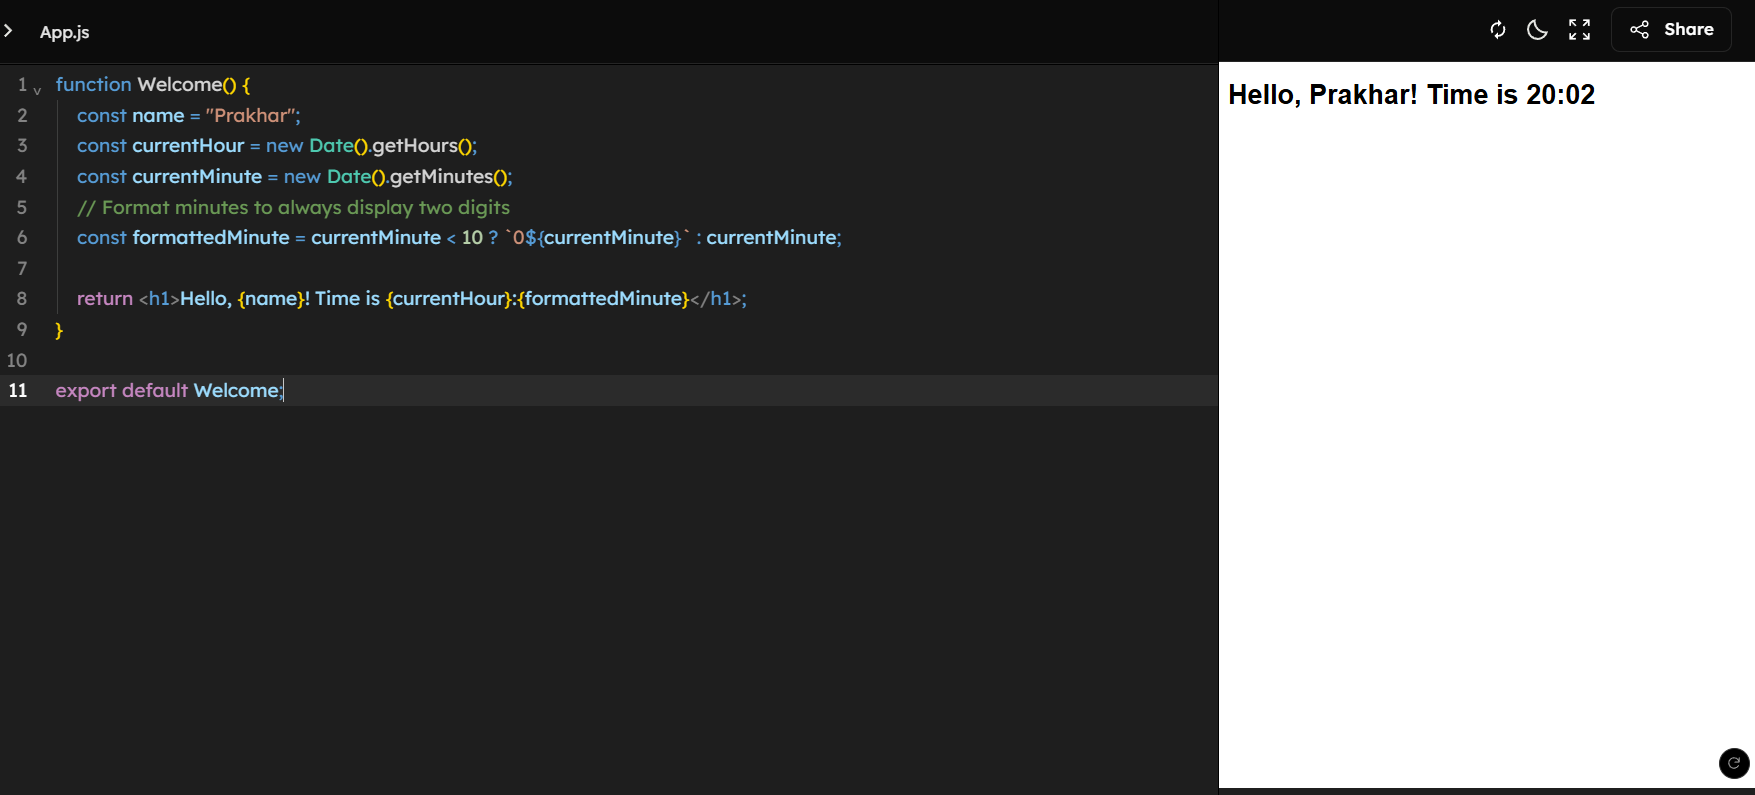 App.js
Share
1 function Welcome() {
2 const name = "Prakhar";
3 const currentHour = new Date().getHours();
4 const currentMinute = new Date().getMinutes();
5 // Format minutes to always display two digits
6 const formattedMinute = currentMinute < 10 ? `0${currentMinute}` : currentMinute;
7
8 return <h1>Hello, {name}! Time is {currentHour}:{formattedMinute}</h1>;
9 }
10
11 export default Welcome;
Hello, Prakhar! Time is 20:02